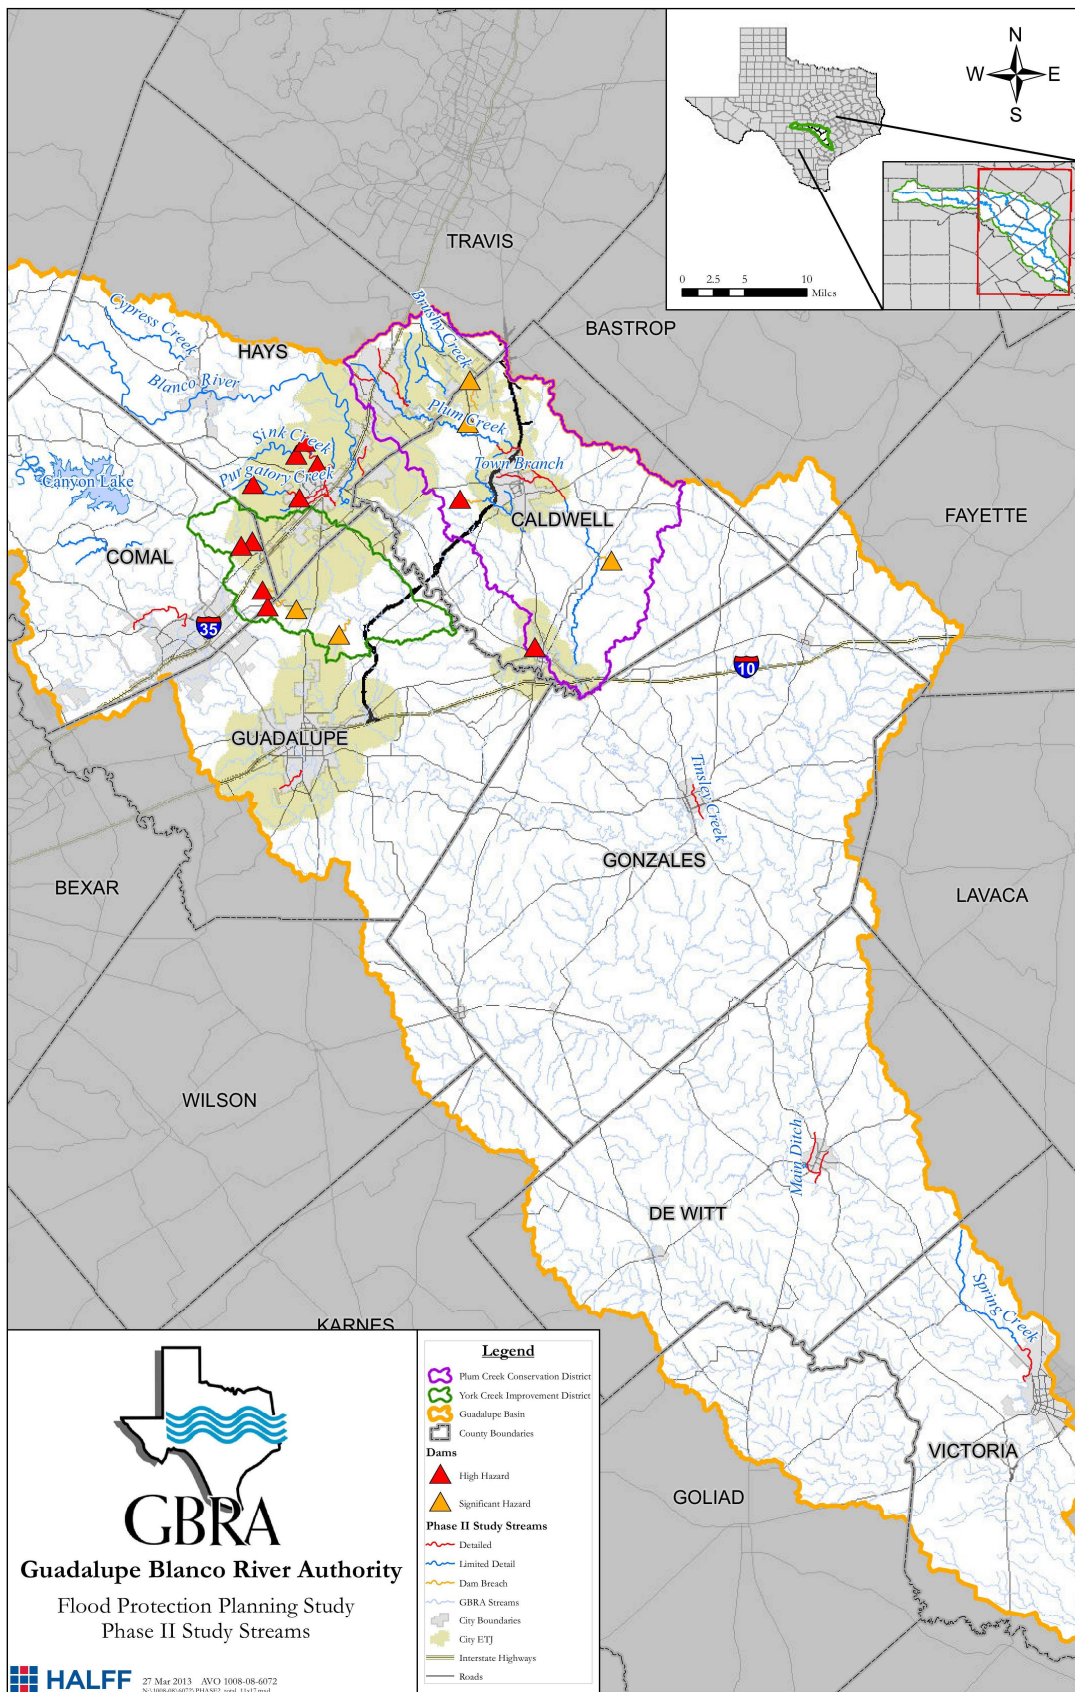 N
W E
S
0 2.5 5 10
Miles
TRAVIS
BASTROP
HAYS
Cypress Creek
Brushy Creek
Blanco River
Plum Creek
Sink Creek
Purgatory Creek
Town Branch
Canyon Lake
CALDWELL
FAYETTE
COMAL
35
10
GUADALUPE
Tinsley Creek
GONZALES
BEXAR
LAVACA
WILSON
Main Ditch
DE WITT
Spring Creek
KARNES
VICTORIA
GOLIAD
GBRA
Guadalupe Blanco River Authority
Flood Protection Planning Study
Phase II Study Streams
HALFF
27 Mar 2013 AVO 1008-08-6072
Legend
Plum Creek Conservation District
York Creek Improvement District
Guadalupe Basin
County Boundaries
Dams
High Hazard
Significant Hazard
Phase II Study Streams
Detailed
Limited Detail
Dam Breach
GBRA Streams
City Boundaries
City ETJ
Interstate Highways
Roads